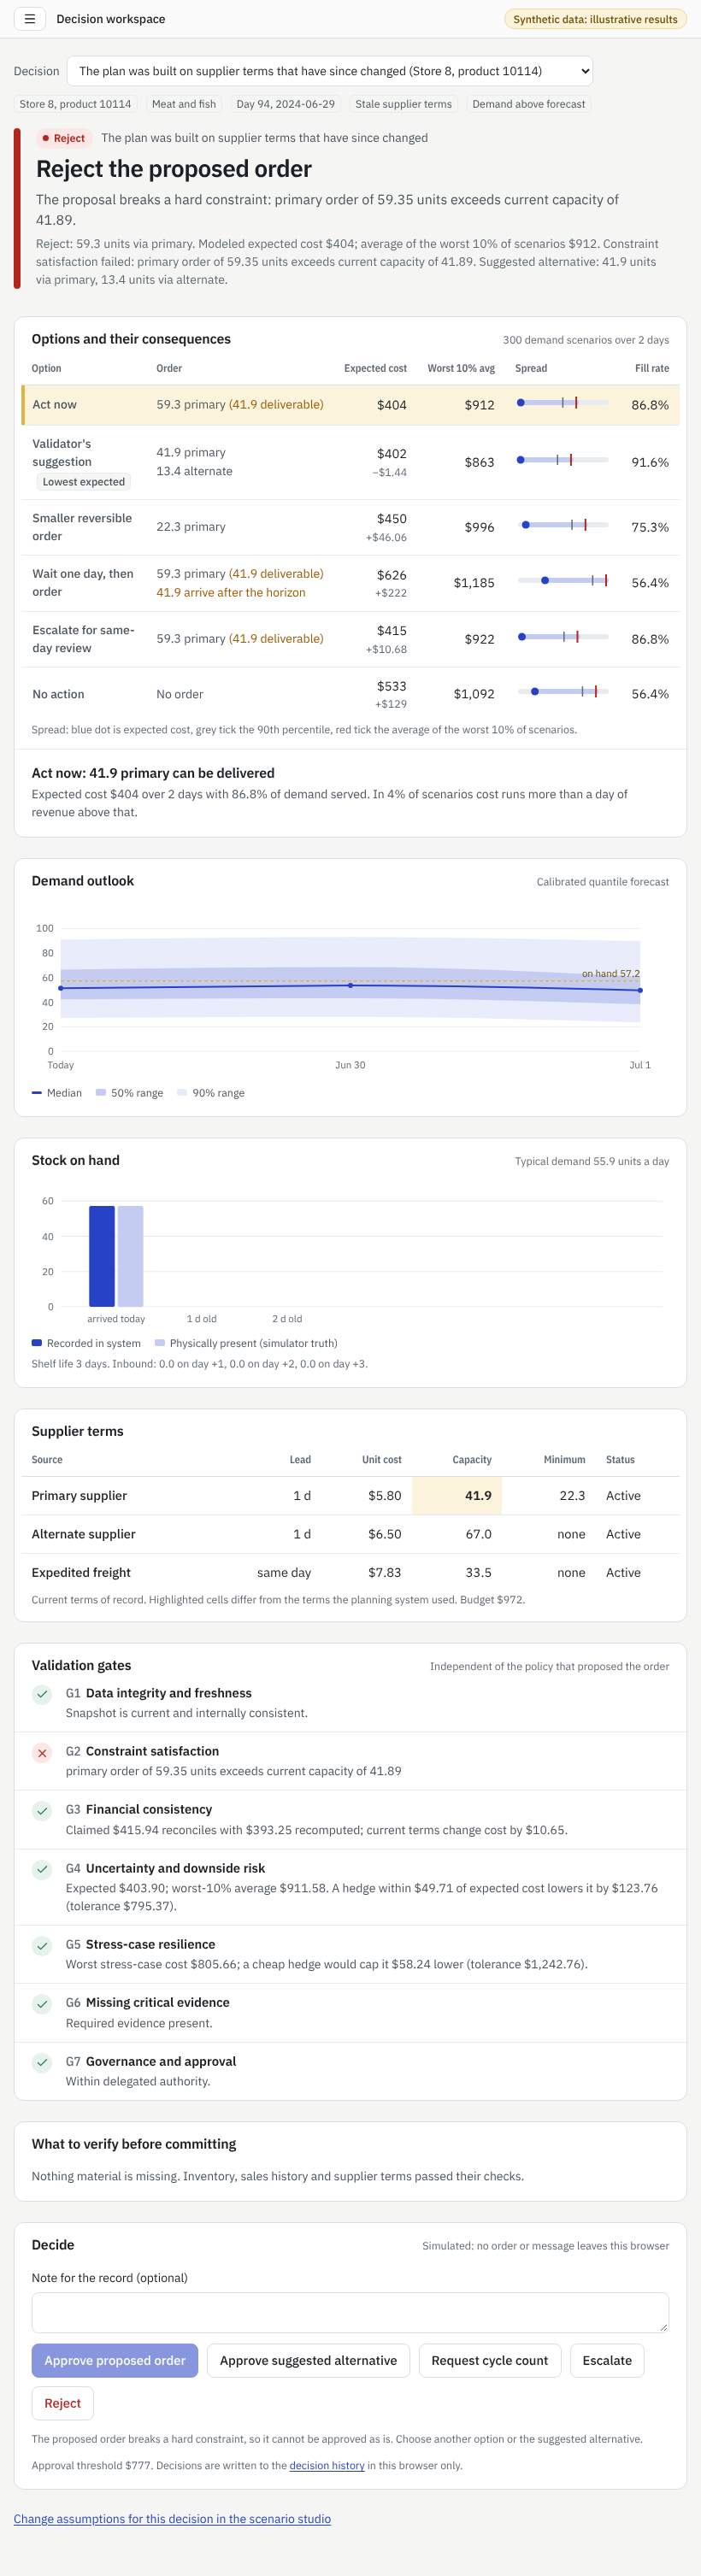 ☰ Decision workspace Synthetic data: illustrative results
Decision The plan was built on supplier terms that have since changed (Store 8, product 10114)
Store 8, product 10114 Meat and fish Day 94, 2024-06-29 Stale supplier terms Demand above forecast
Reject The plan was built on supplier terms that have since changed
Reject the proposed order
The proposal breaks a hard constraint: primary order of 59.35 units exceeds current capacity of
41.89.
Reject: 59.3 units via primary. Modeled expected cost $404; average of the worst 10% of scenarios $912. Constraint
satisfaction failed: primary order of 59.35 units exceeds current capacity of 41.89. Suggested alternative: 41.9 units
via primary, 13.4 units via alternate.
Options and their consequences 300 demand scenarios over 2 days
Option Order Expected cost Worst 10% avg Spread Fill rate
Act now 59.3 primary (41.9 deliverable) $404 $912 86.8%
Validator's
suggestion
Lowest expected
41.9 primary
13.4 alternate
$402
−$1.44
$863 91.6%
Smaller reversible
order
22.3 primary
$450
+$46.06
$996 75.3%
Wait one day, then
order
59.3 primary (41.9 deliverable)
41.9 arrive after the horizon
$626
+$222
$1,185 56.4%
Escalate for same-
day review
59.3 primary (41.9 deliverable)
$415
+$10.68
$922 86.8%
No action No order
$533
+$129
$1,092 56.4%
Spread: blue dot is expected cost, grey tick the 90th percentile, red tick the average of the worst 10% of scenarios.
Act now: 41.9 primary can be delivered
Expected cost $404 over 2 days with 86.8% of demand served. In 4% of scenarios cost runs more than a day of
revenue above that.
Demand outlook Calibrated quantile forecast
100
80
60
40
20
0
on hand 57.2
Today Jun 30 Jul 1
Median 50% range 90% range
Stock on hand Typical demand 55.9 units a day
60
40
20
0
arrived today 1 d old 2 d old
Recorded in system Physically present (simulator truth)
Shelf life 3 days. Inbound: 0.0 on day +1, 0.0 on day +2, 0.0 on day +3.
Supplier terms
Source Lead Unit cost Capacity Minimum Status
Primary supplier 1 d $5.80 41.9 22.3 Active
Alternate supplier 1 d $6.50 67.0 none Active
Expedited freight same day $7.83 33.5 none Active
Current terms of record. Highlighted cells differ from the terms the planning system used. Budget $972.
Validation gates Independent of the policy that proposed the order
G1 Data integrity and freshness
Snapshot is current and internally consistent.
G2 Constraint satisfaction
primary order of 59.35 units exceeds current capacity of 41.89
G3 Financial consistency
Claimed $415.94 reconciles with $393.25 recomputed; current terms change cost by $10.65.
G4 Uncertainty and downside risk
Expected $403.90; worst-10% average $911.58. A hedge within $49.71 of expected cost lowers it by $123.76
(tolerance $795.37).
G5 Stress-case resilience
Worst stress-case cost $805.66; a cheap hedge would cap it $58.24 lower (tolerance $1,242.76).
G6 Missing critical evidence
Required evidence present.
G7 Governance and approval
Within delegated authority.
What to verify before committing
Nothing material is missing. Inventory, sales history and supplier terms passed their checks.
Decide Simulated: no order or message leaves this browser
Note for the record (optional)
Approve proposed order Approve suggested alternative Request cycle count Escalate
Reject
The proposed order breaks a hard constraint, so it cannot be approved as is. Choose another option or the suggested alternative.
Approval threshold $777. Decisions are written to the decision history in this browser only.
Change assumptions for this decision in the scenario studio